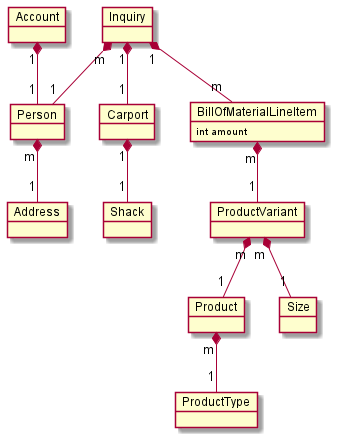 Account
Inquiry
1
m
1
1
1
1
1
m
Person
Carport
BillOfMaterialLineItem
int amount
m
1
m
1
1
1
Address
Shack
ProductVariant
m
m
1
1
Product
Size
m
1
ProductType